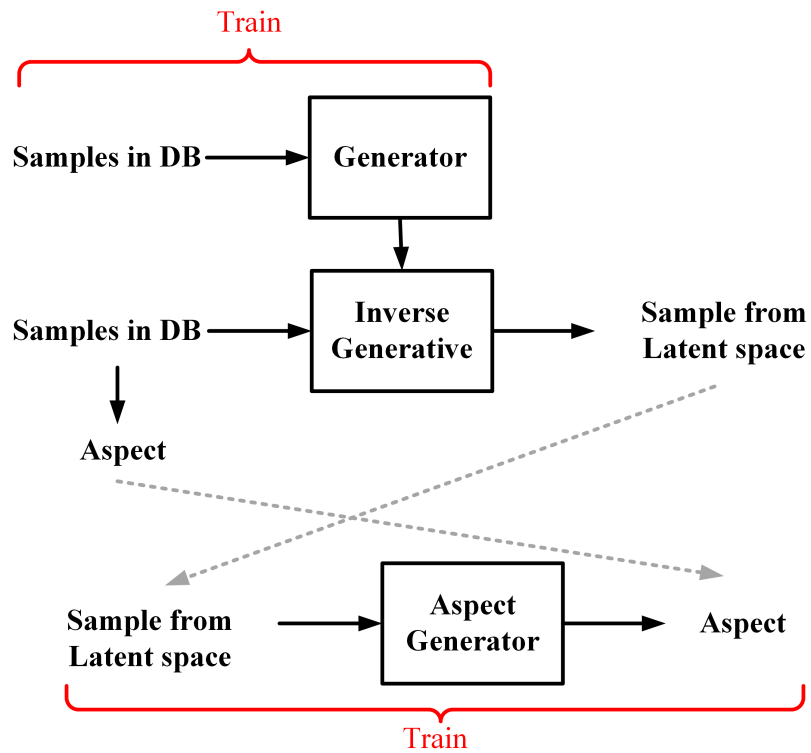 Train
Samples in DB
Generator
Samples in DB
Inverse
Generative
Sample from
Latent space
Aspect
Sample from
Latent space
Aspect
Generator
Aspect
Train